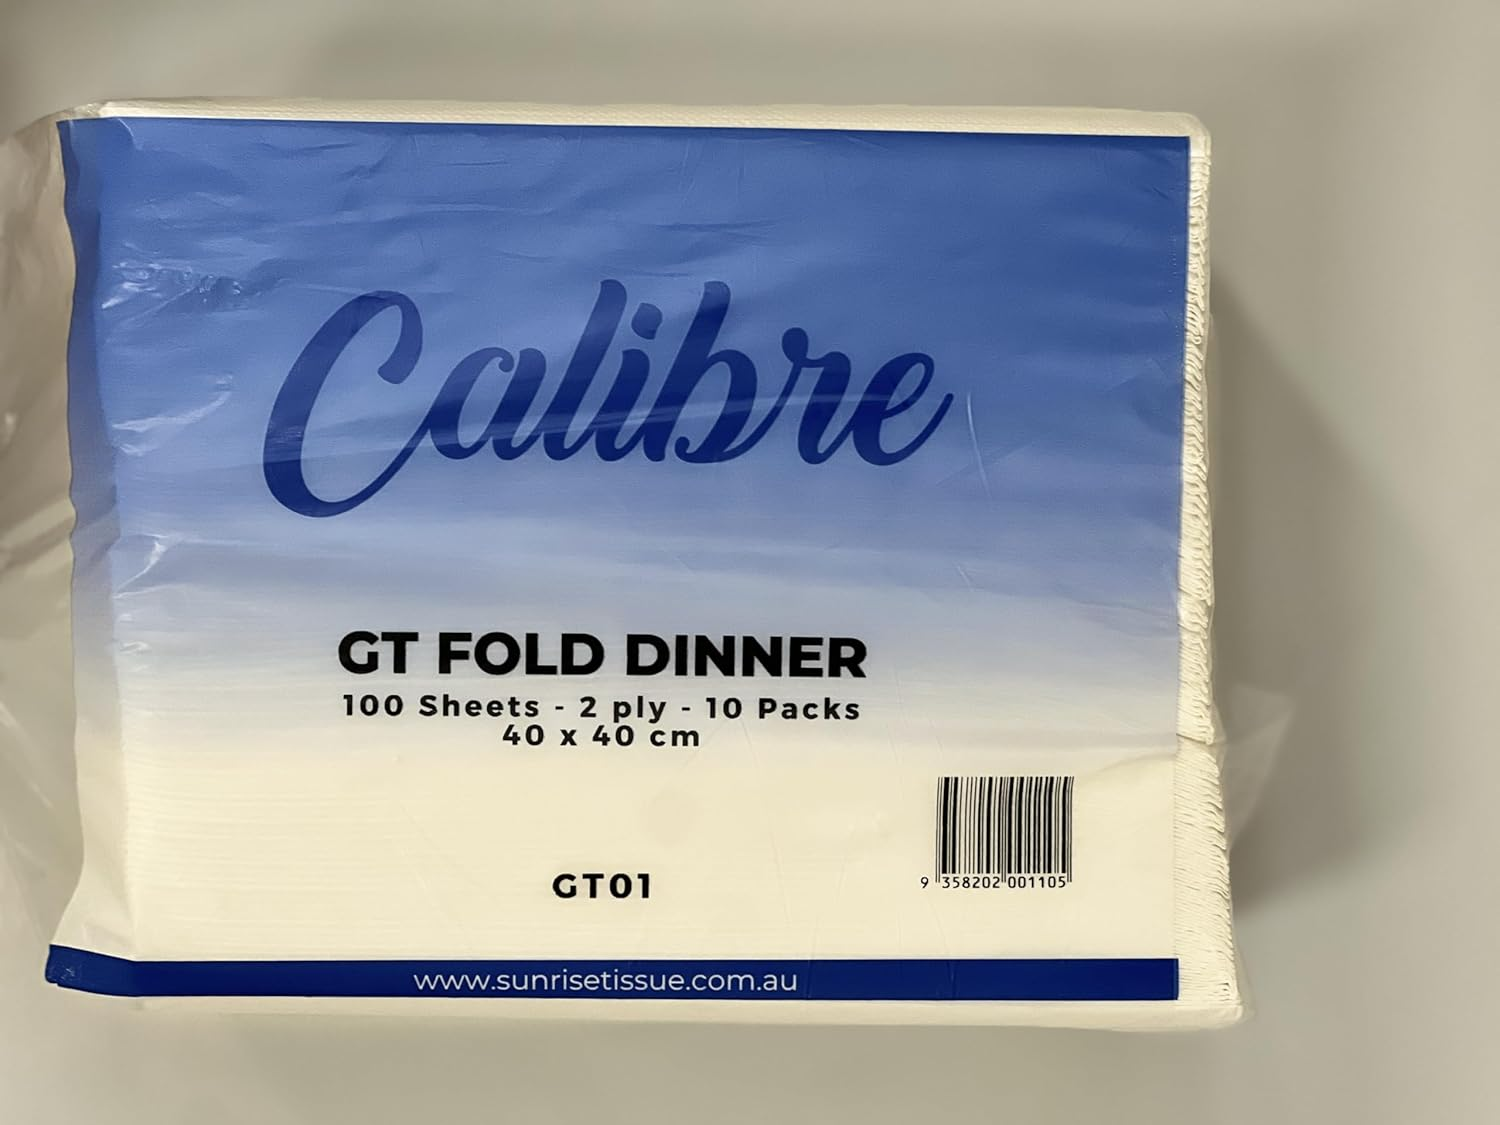 Calibre
GT FOLD DINNER
100 Sheets - 2 ply - 10 Packs
40 x 40 cm
GT01
9 358202 001105
www.sunrisetissue.com.au